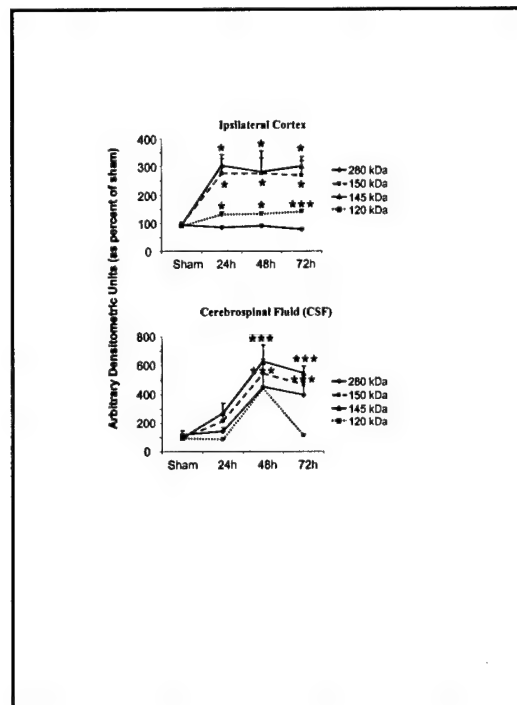 Ipsilateral Cortex
Arbitrary Densitometric Units (as percent of sham)
400
300
200
100
0
Sham 24h 48h 72h
280 kDa
150 kDa
145 kDa
120 kDa
Cerebrospinal Fluid (CSF)
800
600
400
200
0
Sham 24h 48h 72h
280 kDa
150 kDa
145 kDa
120 kDa